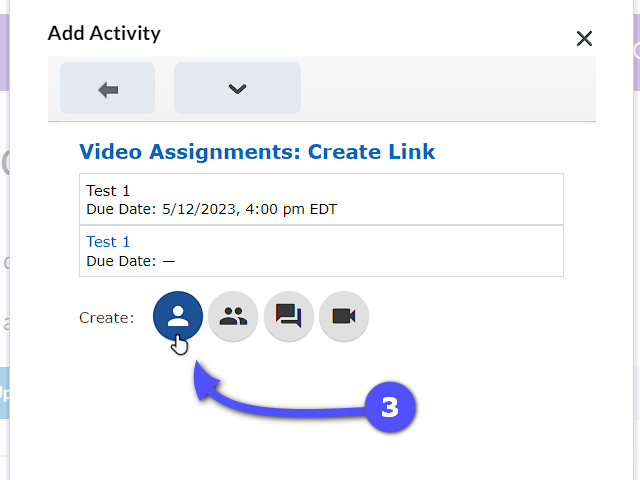 Add Activity
Video Assignments: Create Link
Test 1
Due Date: 5/12/2023, 4:00 pm EDT
Test 1
Due Date: —
Create:
3